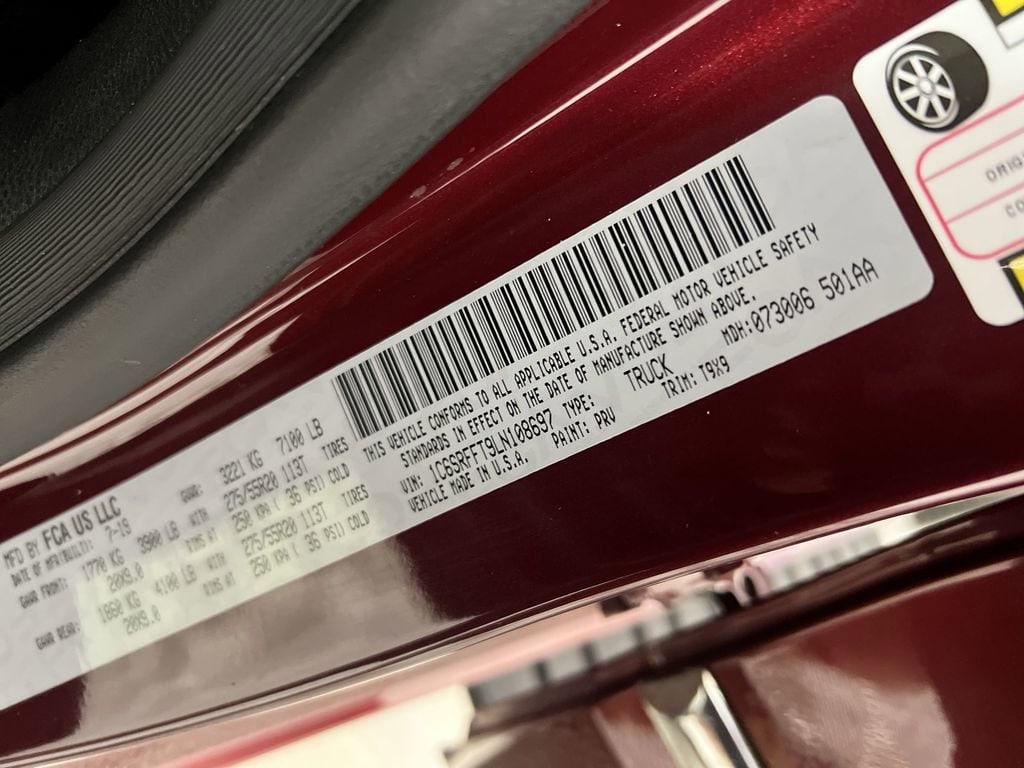 MFD BY FCA US LLC
DATE OF MFR(BUILT): 7-19
GVWR: 3221 KG 7100 LB
GAWR FRONT: 1770 KG 3900 LB WITH 275/55R20 113T TIRES
20X9.0 RIMS AT 250 KPA ( 36 PSI) COLD
GAWR REAR: 1860 KG 4100 LB WITH 275/55R20 113T TIRES
20X9.0 RIMS AT 250 KPA ( 36 PSI) COLD
THIS VEHICLE CONFORMS TO ALL APPLICABLE U.S.A. FEDERAL MOTOR VEHICLE SAFETY
STANDARDS IN EFFECT ON THE DATE OF MANUFACTURE SHOWN ABOVE.
VIN: 1C6SRFFT9LN108697 TYPE: TRUCK MDH:073006 501AA
VEHICLE MADE IN U.S.A. PAINT: PRV TRIM: T9X9